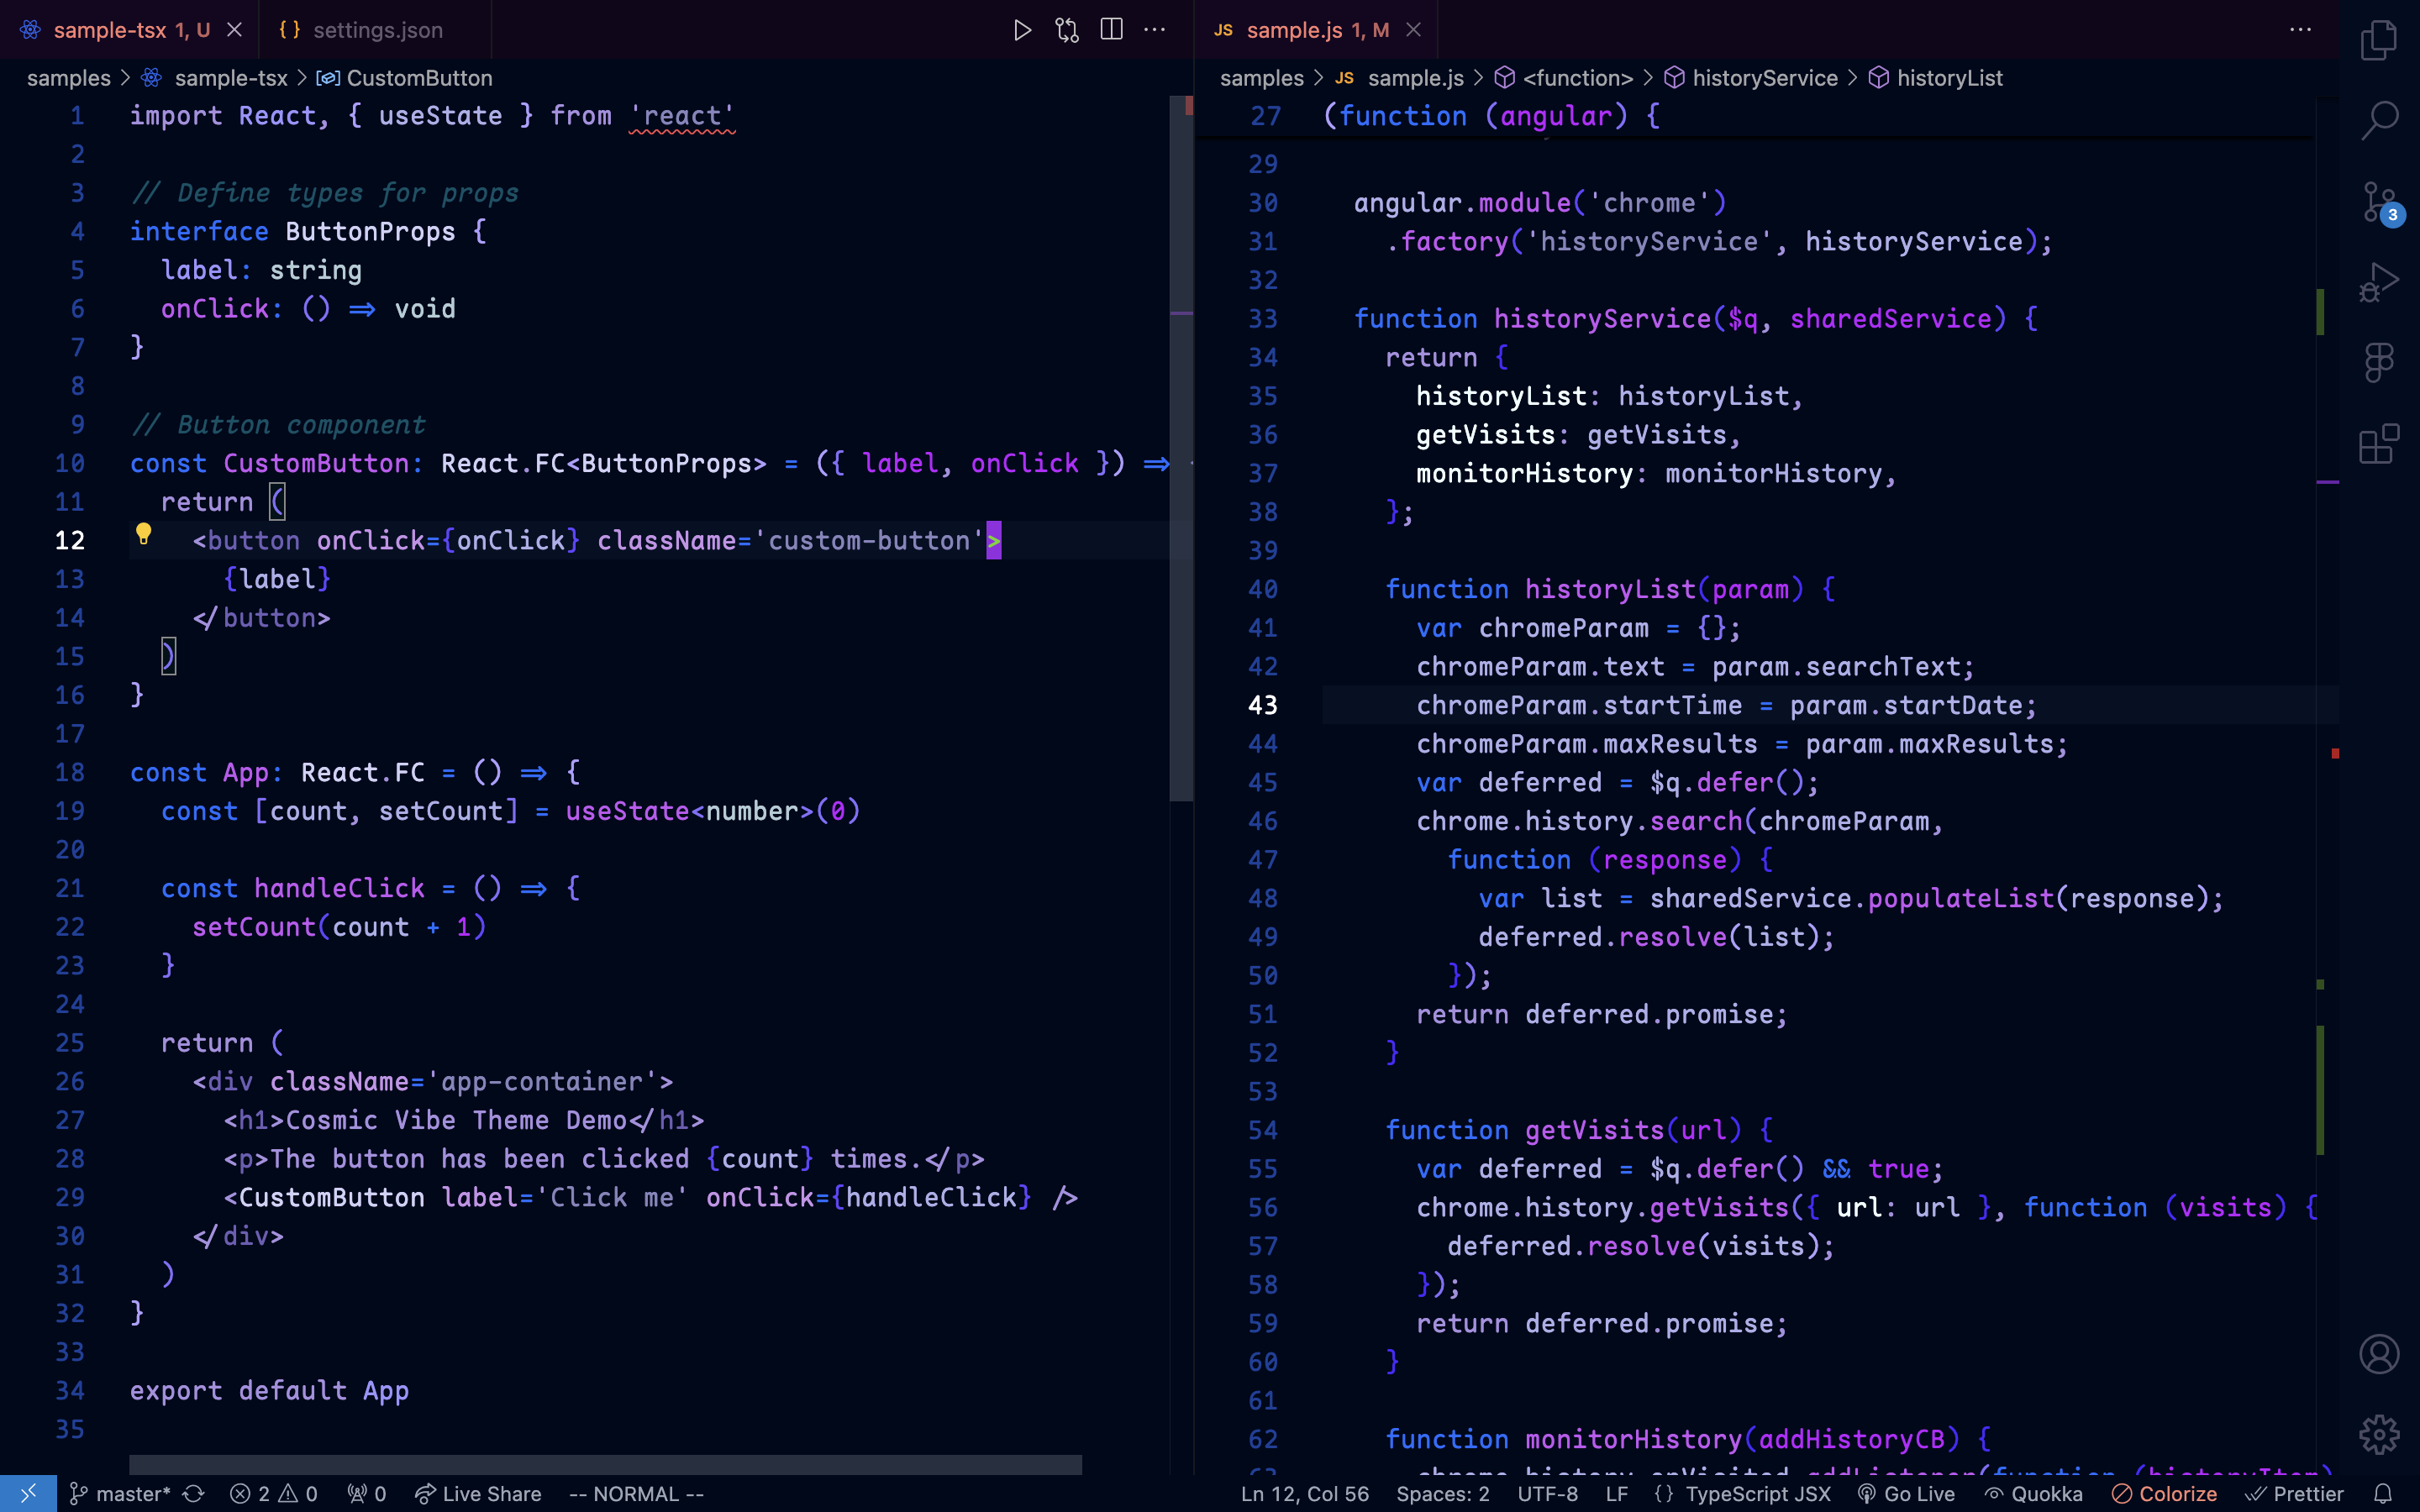 sample-tsx 1, U
settings.json
samples > sample-tsx > CustomButton
1 import React, { useState } from 'react'
2
3 // Define types for props
4 interface ButtonProps {
5 label: string
6 onClick: () => void
7 }
8
9 // Button component
10 const CustomButton: React.FC<ButtonProps> = ({ label, onClick }) =>
11 return (
12 <button onClick={onClick} className='custom-button'>
13 {label}
14 </button>
15 )
16 }
17
18 const App: React.FC = () => {
19 const [count, setCount] = useState<number>(0)
20
21 const handleClick = () => {
22 setCount(count + 1)
23 }
24
25 return (
26 <div className='app-container'>
27 <h1>Cosmic Vibe Theme Demo</h1>
28 <p>The button has been clicked {count} times.</p>
29 <CustomButton label='Click me' onClick={handleClick} />
30 </div>
31 )
32 }
33
34 export default App
35
JS sample.js 1, M
samples > JS sample.js > <function> > historyService > historyList
27 (function (angular) {
29
30 angular.module('chrome')
31 .factory('historyService', historyService);
32
33 function historyService($q, sharedService) {
34 return {
35 historyList: historyList,
36 getVisits: getVisits,
37 monitorHistory: monitorHistory,
38 };
39
40 function historyList(param) {
41 var chromeParam = {};
42 chromeParam.text = param.searchText;
43 chromeParam.startTime = param.startDate;
44 chromeParam.maxResults = param.maxResults;
45 var deferred = $q.defer();
46 chrome.history.search(chromeParam,
47 function (response) {
48 var list = sharedService.populateList(response);
49 deferred.resolve(list);
50 });
51 return deferred.promise;
52 }
53
54 function getVisits(url) {
55 var deferred = $q.defer() && true;
56 chrome.history.getVisits({ url: url }, function (visits) {
57 deferred.resolve(visits);
58 });
59 return deferred.promise;
60 }
61
62 function monitorHistory(addHistoryCB) {
3
master* 2 0 0 Live Share -- NORMAL -- Ln 12, Col 56 Spaces: 2 UTF-8 LF {} TypeScript JSX Go Live Quokka Colorize Prettier